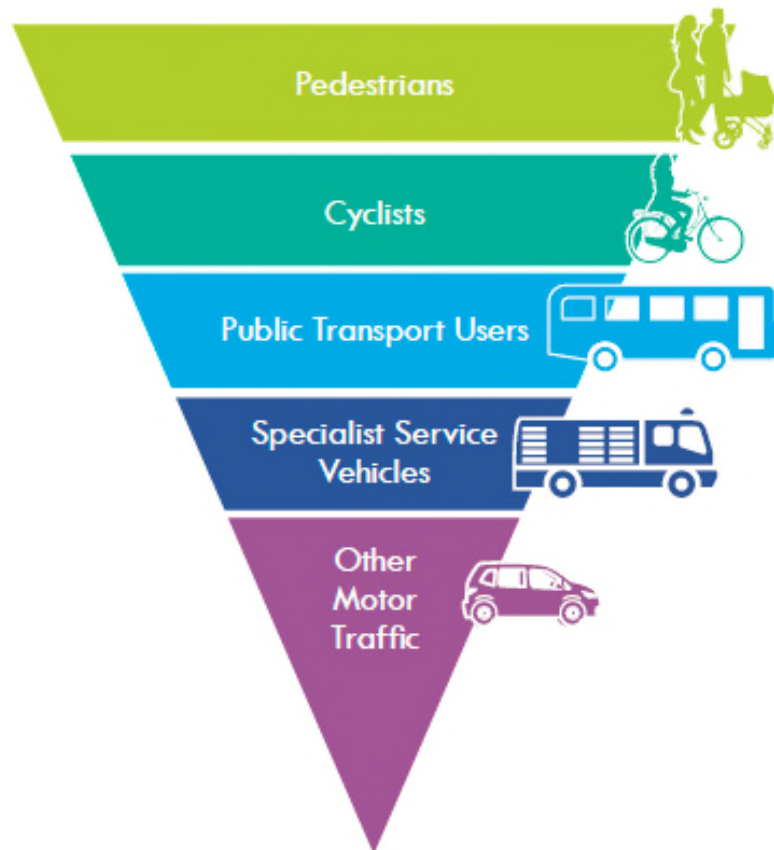 Pedestrians
Cyclists
Public Transport Users
Specialist Service
Vehicles
Other
Motor
Traffic